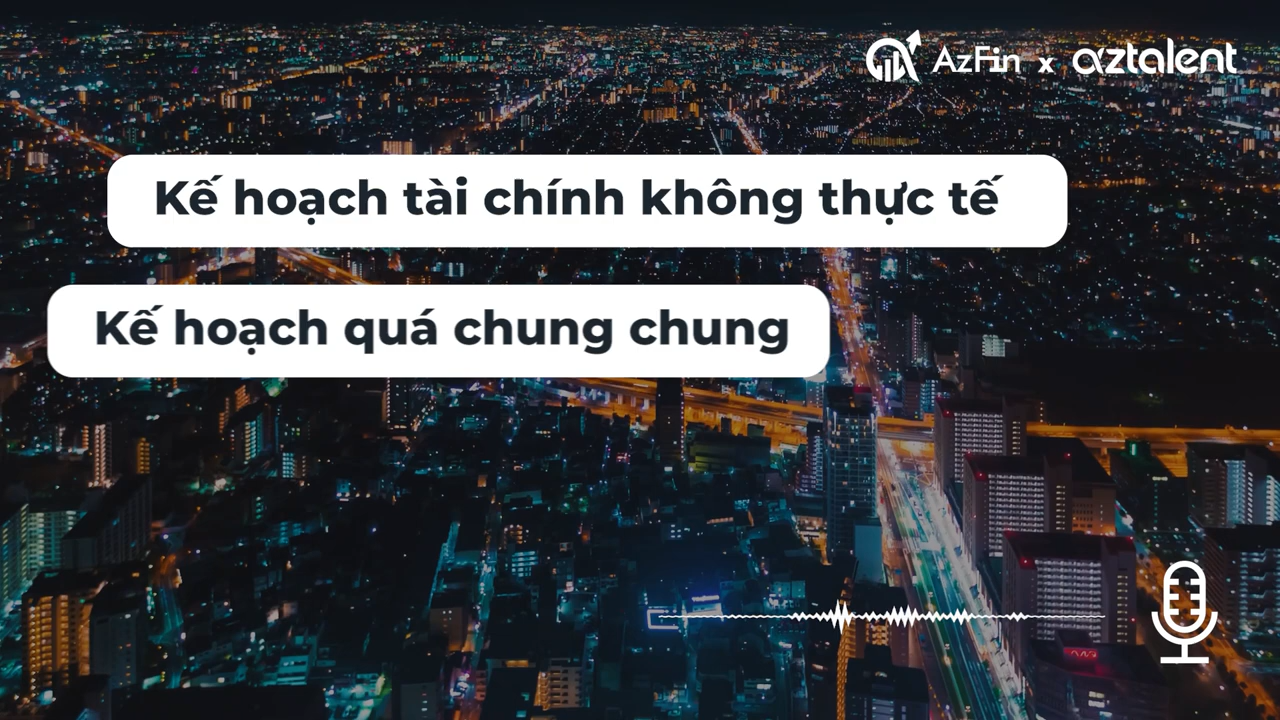 AzFin x aztalent
Kế hoạch tài chính không thực tế
Kế hoạch quá chung chung